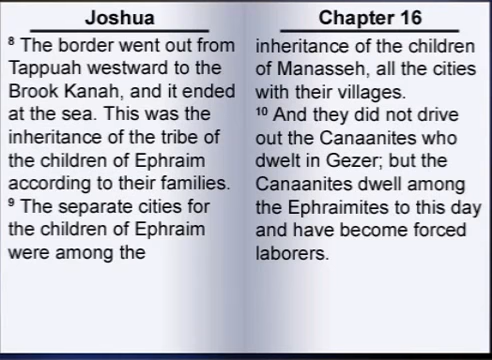 Joshua
⁸ The border went out from
Tappuah westward to the
Brook Kanah, and it ended
at the sea. This was the
inheritance of the tribe of
the children of Ephraim
according to their families.
⁹ The separate cities for
the children of Ephraim
were among the
Chapter 16
inheritance of the children
of Manasseh, all the cities
with their villages.
¹⁰ And they did not drive
out the Canaanites who
dwelt in Gezer; but the
Canaanites dwell among
the Ephraimites to this day
and have become forced
laborers.